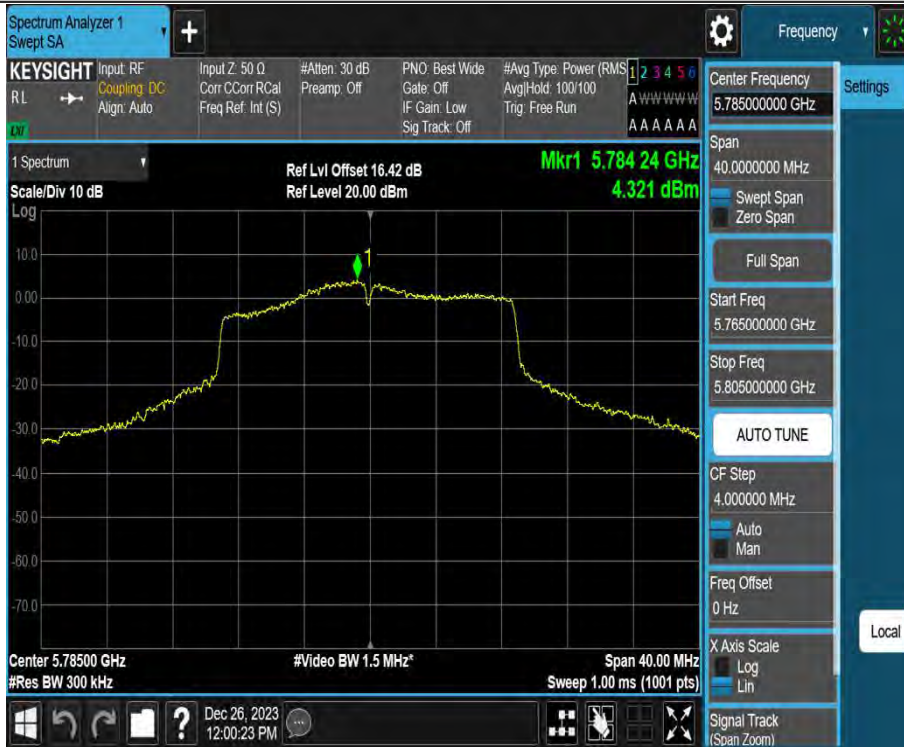 Spectrum Analyzer 1
Swept SA
Frequency
KEYSIGHT
RL
Input: RF
Coupling: DC
Align: Auto
Input Z: 50 Ω
Corr CCorr RCal
Freq Ref: Int (S)
#Atten: 30 dB
Preamp: Off
PNO: Best Wide
Gate: Off
IF Gain: Low
Sig Track: Off
#Avg Type: Power (RMS
Avg|Hold: 100/100
Trig: Free Run
1 2 3 4 5 6
A W W W W W
A A A A A A
1 Spectrum
Scale/Div 10 dB
Log
Ref Lvl Offset 16.42 dB
Ref Level 20.00 dBm
Mkr1 5.784 24 GHz
4.321 dBm
1
10.0
0.00
-10.0
-20.0
-30.0
-40.0
-50.0
-60.0
-70.0
Center 5.78500 GHz
#Res BW 300 kHz
#Video BW 1.5 MHz*
Span 40.00 MHz
Sweep 1.00 ms (1001 pts)
Dec 26, 2023
12:00:23 PM
Center Frequency
5.785000000 GHz
Span
40.0000000 MHz
Swept Span
Zero Span
Full Span
Start Freq
5.765000000 GHz
Stop Freq
5.805000000 GHz
AUTO TUNE
CF Step
4.000000 MHz
Auto
Man
Freq Offset
0 Hz
X Axis Scale
Log
Lin
Signal Track
(Span Zoom)
Settings
Local